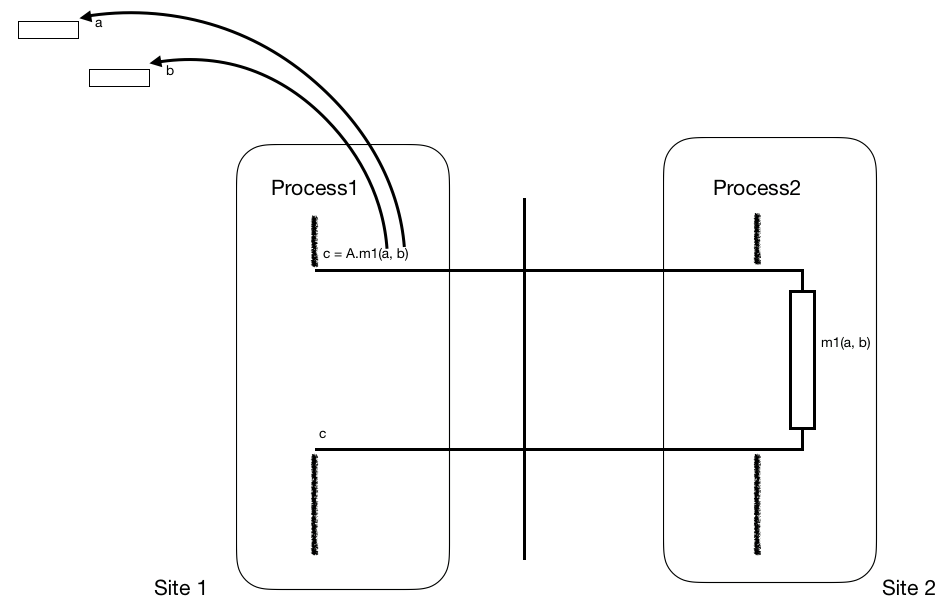 a
b
Process1
Process2
c = A.m1(a, b)
m1(a, b)
c
Site 1
Site 2